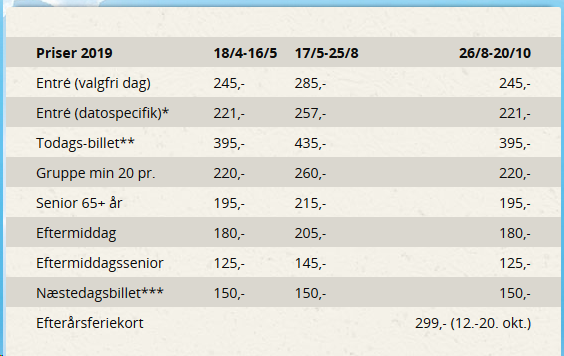 Priser 2019 18/4-16/5 17/5-25/8 26/8-20/10
Entré (valgfri dag) 245,- 285,- 245,-
Entré (datospecifik)* 221,- 257,- 221,-
Todags-billet** 395,- 435,- 395,-
Gruppe min 20 pr. 220,- 260,- 220,-
Senior 65+ år 195,- 215,- 195,-
Eftermiddag 180,- 205,- 180,-
Eftermiddagssenior 125,- 145,- 125,-
Næstedagsbillet*** 150,- 150,- 150,-
Efterårsferiekort 299,- (12.-20. okt.)